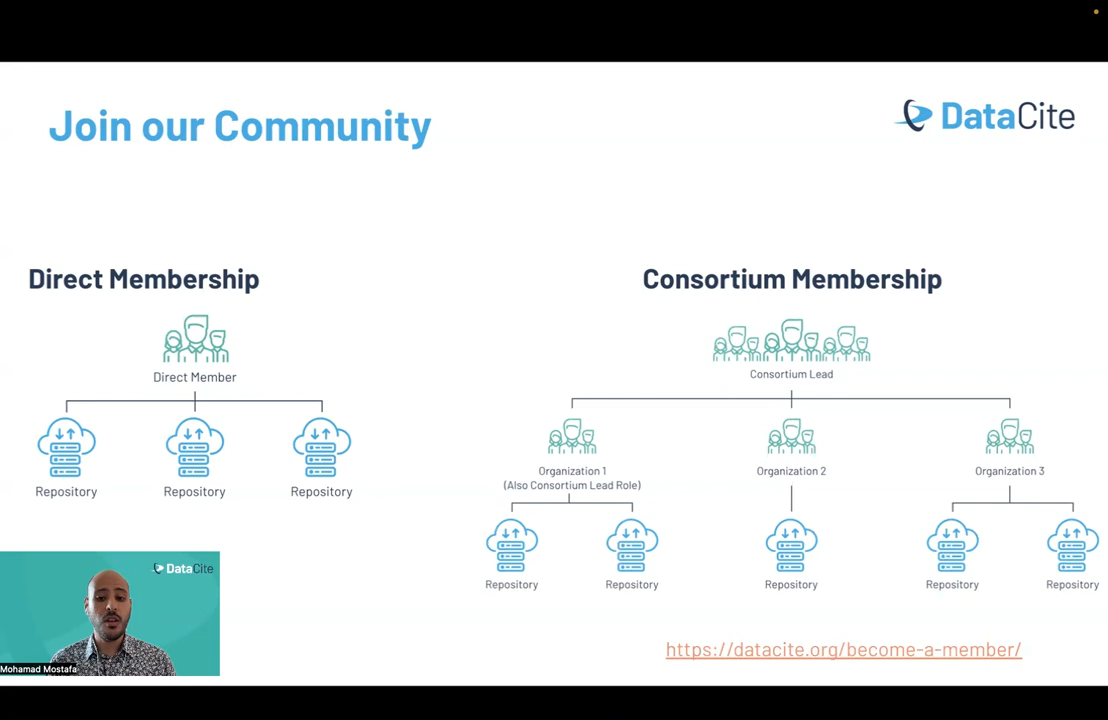 Join our Community
DataCite
Direct Membership
Direct Member
Repository
Repository
Repository
Consortium Membership
Consortium Lead
Organization 1
(Also Consortium Lead Role)
Organization 2
Organization 3
Repository
Repository
Repository
Repository
Repository
https://datacite.org/become-a-member/
DataCite
Mohamad Mostafa